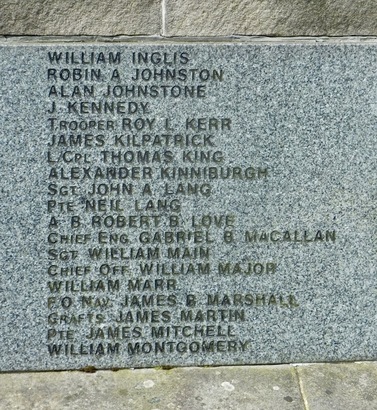 WILLIAM INGLIS
ROBIN A. JOHNSTON
ALAN JOHNSTONE
J. KENNEDY
TROOPER ROY L. KERR
JAMES KILPATRICK
L/CPL THOMAS KING
ALEXANDER KINNIBURGH
SGT JOHN A. LANG
PTE NEIL LANG
A. B. ROBERT B. LOVE
CHIEF ENG. GABRIEL B. MACALLAN
SGT WILLIAM MAIN
CHIEF OFF. WILLIAM MAJOR
WILLIAM MARR
F.O. NAV. JAMES B. MARSHALL
GRAFTS. JAMES MARTIN
PTE JAMES MITCHELL
WILLIAM MONTGOMERY